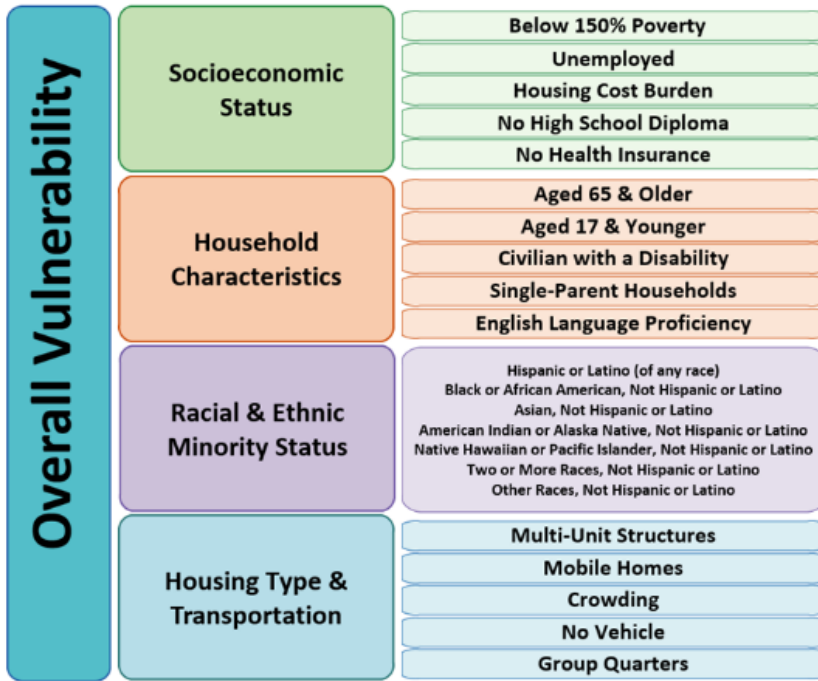 Overall Vulnerability
Socioeconomic
Status
Below 150% Poverty
Unemployed
Housing Cost Burden
No High School Diploma
No Health Insurance
Household
Characteristics
Aged 65 & Older
Aged 17 & Younger
Civilian with a Disability
Single-Parent Households
English Language Proficiency
Racial & Ethnic
Minority Status
Hispanic or Latino (of any race)
Black or African American, Not Hispanic or Latino
Asian, Not Hispanic or Latino
American Indian or Alaska Native, Not Hispanic or Latino
Native Hawaiian or Pacific Islander, Not Hispanic or Latino
Two or More Races, Not Hispanic or Latino
Other Races, Not Hispanic or Latino
Housing Type &
Transportation
Multi-Unit Structures
Mobile Homes
Crowding
No Vehicle
Group Quarters